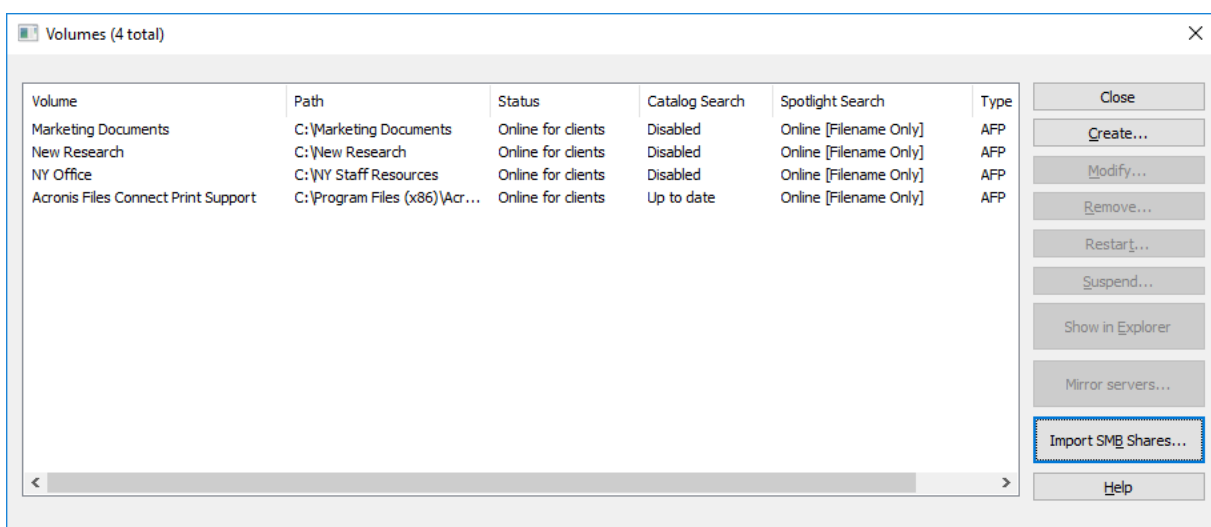 Volumes (4 total)
Volume Path Status Catalog Search Spotlight Search Type
Marketing Documents C:\Marketing Documents Online for clients Disabled Online [Filename Only] AFP
New Research C:\New Research Online for clients Disabled Online [Filename Only] AFP
NY Office C:\NY Staff Resources Online for clients Disabled Online [Filename Only] AFP
Acronis Files Connect Print Support C:\Program Files (x86)\Acr... Online for clients Up to date Online [Filename Only] AFP
Close
Create...
Modify...
Remove...
Restart...
Suspend...
Show in Explorer
Mirror servers...
Import SMB Shares...
Help